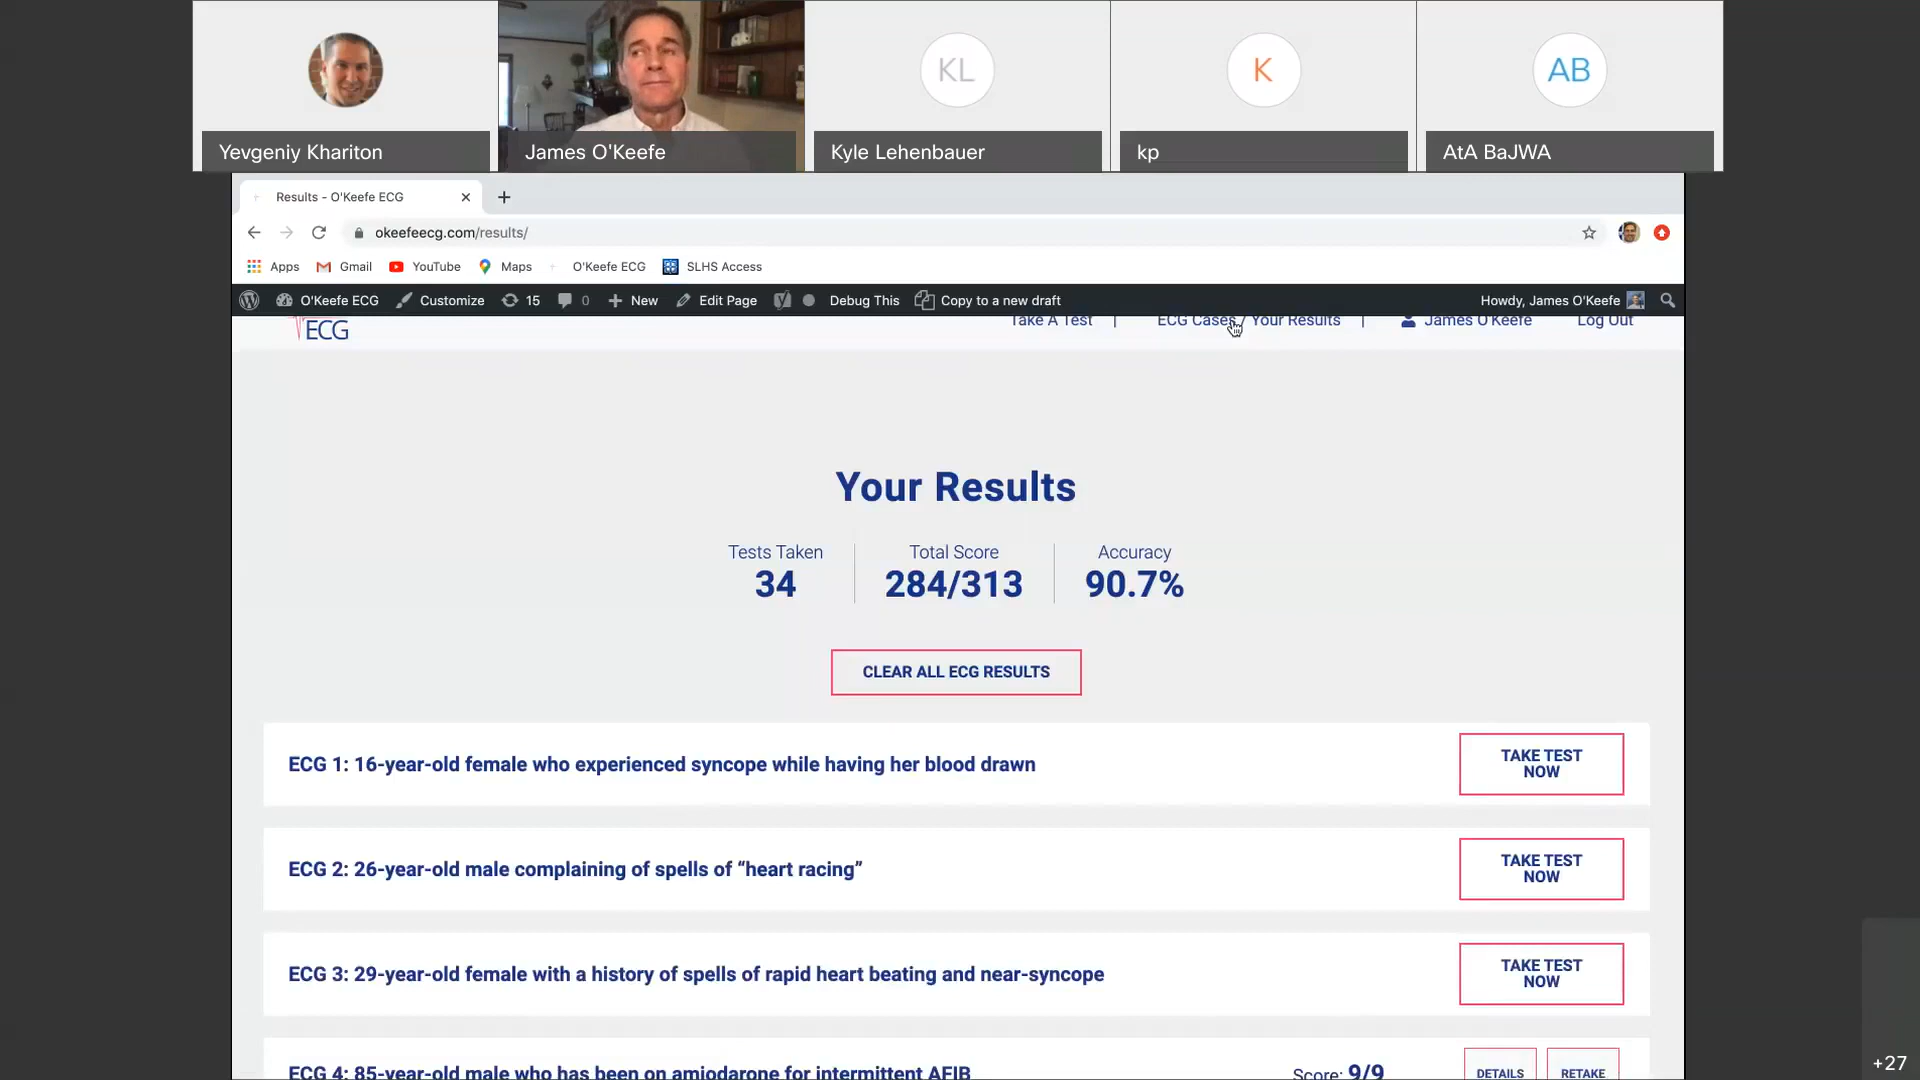 KL
K
AB
Yevgeniy Khariton
James O'Keefe
Kyle Lehenbauer
kp
AtA BaJWA
Results - O'Keefe ECG
okeefeecg.com/results/
Apps
Gmail
YouTube
Maps
O'Keefe ECG
SLHS Access
O'Keefe ECG
Customize
15
0
New
Edit Page
Debug This
Copy to a new draft
Howdy, James O'Keefe
ECG
Take A Test
ECG Cases / Your Results
James O'Keefe
Log Out
Your Results
Tests Taken
34
Total Score
284/313
Accuracy
90.7%
CLEAR ALL ECG RESULTS
ECG 1: 16-year-old female who experienced syncope while having her blood drawn
TAKE TEST
NOW
ECG 2: 26-year-old male complaining of spells of “heart racing”
TAKE TEST
NOW
ECG 3: 29-year-old female with a history of spells of rapid heart beating and near-syncope
TAKE TEST
NOW
ECG 4: 85-year-old male who has been on amiodarone for intermittent AFIB
Score: 9/9
DETAILS
RETAKE
+27